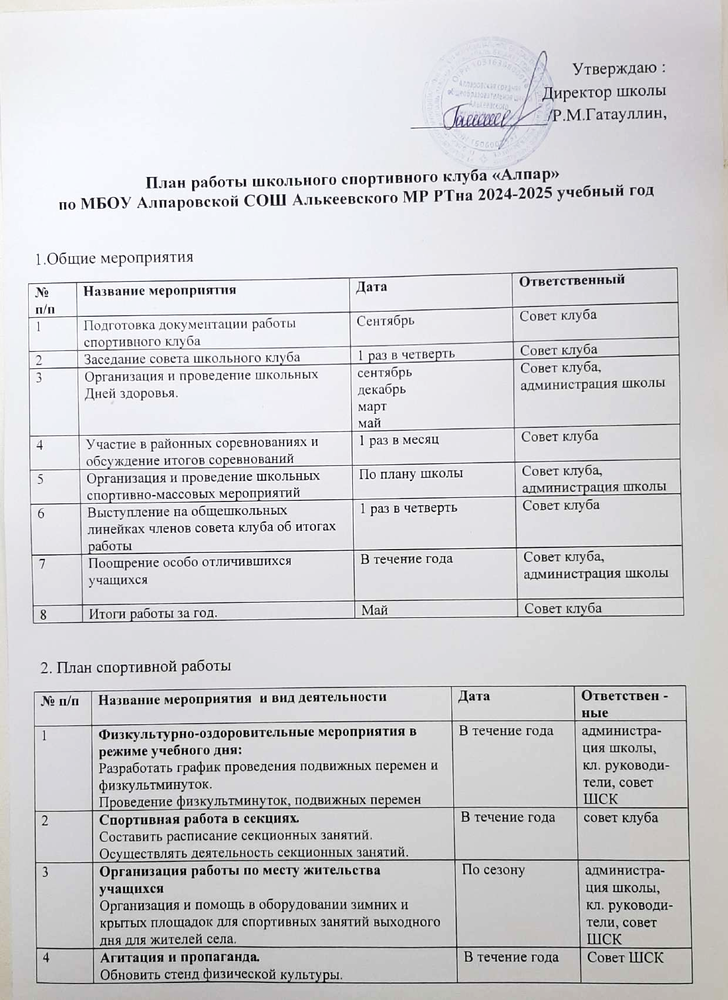 Утверждаю :
Директор школы
/Р.М.Гатауллин,
Алпаровская средняя
общеобразовательная школа
Алькеевского
План работы школьного спортивного клуба «Алпар»
по МБОУ Алпаровской СОШ Алькеевского МР РТна 2024-2025 учебный год
1.Общие мероприятия
№ Название мероприятия Дата Ответственный
п/п
1 Подготовка документации работы Сентябрь Совет клуба
спортивного клуба
2 Заседание совета школьного клуба 1 раз в четверть Совет клуба
3 Организация и проведение школьных сентябрь Совет клуба,
Дней здоровья. декабрь администрация школы
март
май
4 Участие в районных соревнованиях и 1 раз в месяц Совет клуба
обсуждение итогов соревнований
5 Организация и проведение школьных По плану школы Совет клуба,
спортивно-массовых мероприятий администрация школы
6 Выступление на общешкольных 1 раз в четверть Совет клуба
линейках членов совета клуба об итогах
работы
7 Поощрение особо отличившихся В течение года Совет клуба,
учащихся администрация школы
8 Итоги работы за год. Май Совет клуба
2. План спортивной работы
№ п/п Название мероприятия и вид деятельности Дата Ответствен -
ные
1 Физкультурно-оздоровительные мероприятия в В течение года администра-
режиме учебного дня: ция школы,
Разработать график проведения подвижных перемен и кл. руководи-
физкультминуток. тели, совет
Проведение физкультминуток, подвижных перемен ШСК
2 Спортивная работа в секциях. В течение года совет клуба
Составить расписание секционных занятий.
Осуществлять деятельность секционных занятий.
3 Организация работы по месту жительства По сезону администра-
учащихся ция школы,
Организация и помощь в оборудовании зимних и кл. руководи-
крытых площадок для спортивных занятий выходного тели, совет
дня для жителей села. ШСК
4 Агитация и пропаганда. В течение года Совет ШСК
Обновить стенд физической культуры.